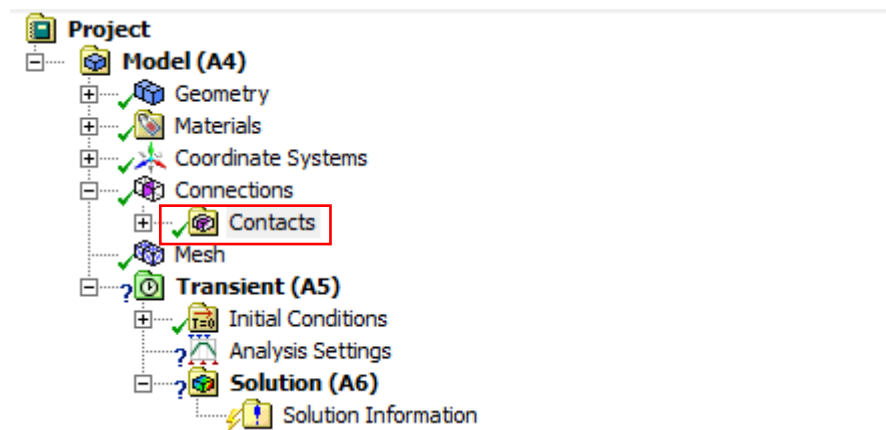 Project
Model (A4)
Geometry
Materials
Coordinate Systems
Connections
Contacts
Mesh
Transient (A5)
T=0 Initial Conditions
Analysis Settings
Solution (A6)
Solution Information